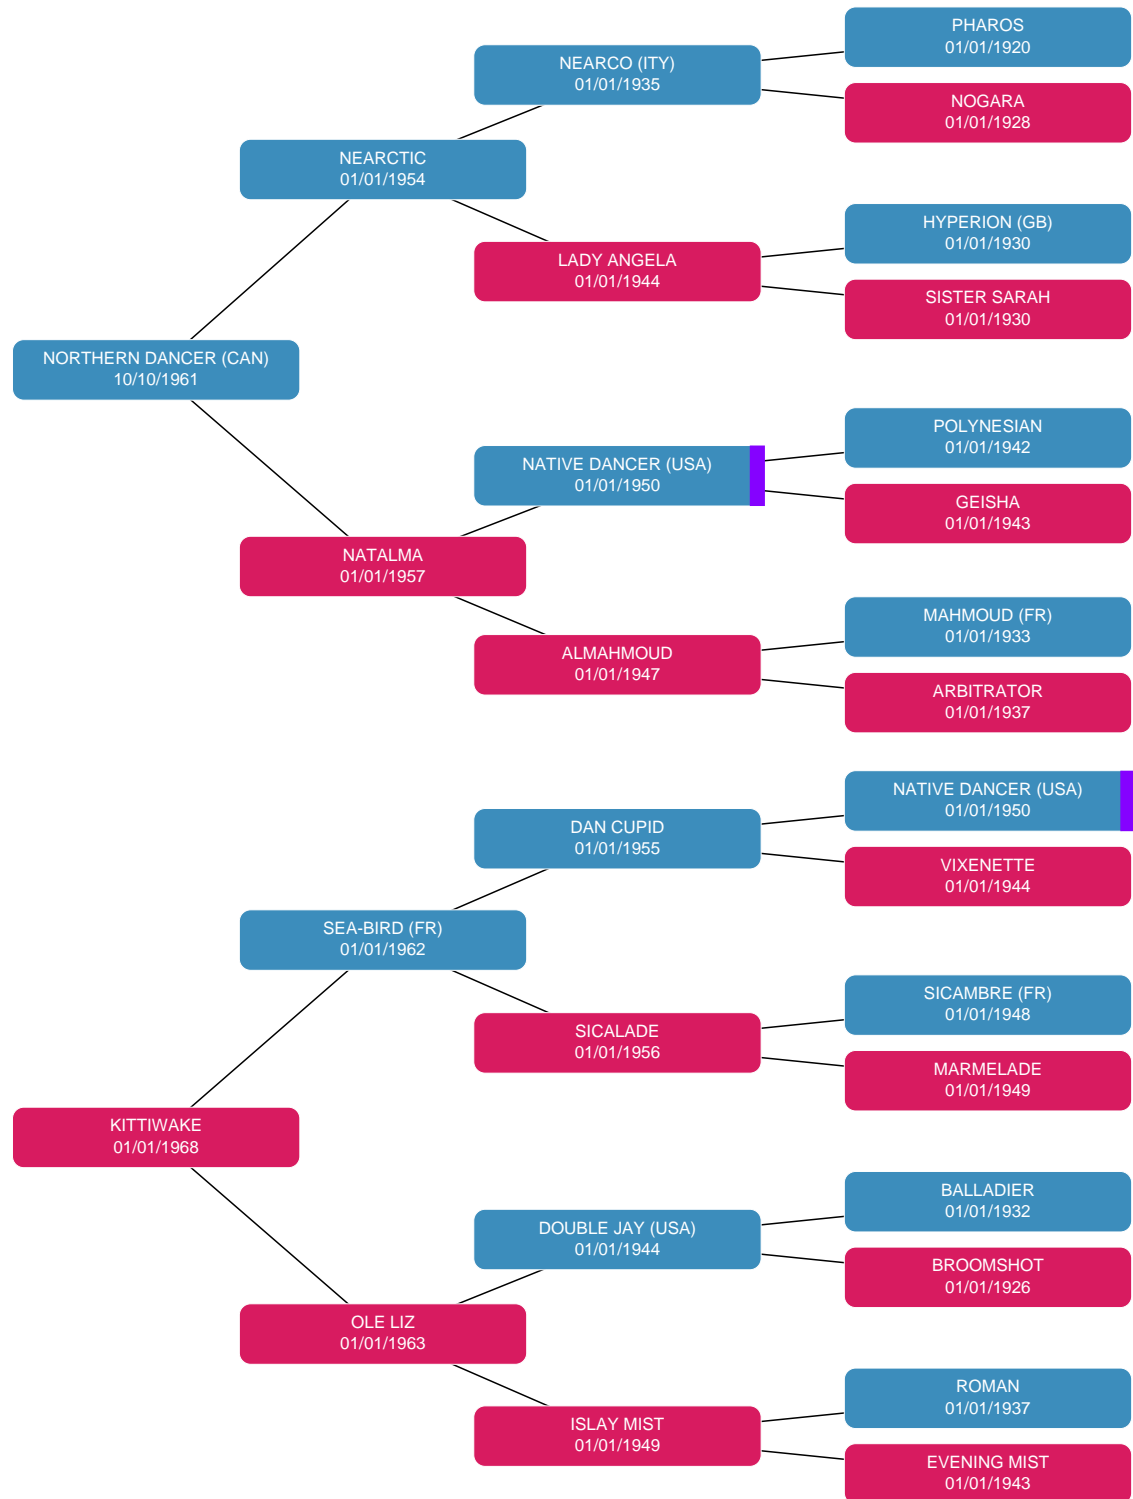 PHAROS
01/01/1920
NEARCO (ITY)
01/01/1935
NOGARA
01/01/1928
NEARCTIC
01/01/1954
HYPERION (GB)
01/01/1930
LADY ANGELA
01/01/1944
SISTER SARAH
01/01/1930
NORTHERN DANCER (CAN)
10/10/1961
POLYNESIAN
01/01/1942
NATIVE DANCER (USA)
01/01/1950
GEISHA
01/01/1943
NATALMA
01/01/1957
MAHMOUD (FR)
01/01/1933
ALMAHMOUD
01/01/1947
ARBITRATOR
01/01/1937
NATIVE DANCER (USA)
01/01/1950
DAN CUPID
01/01/1955
VIXENETTE
01/01/1944
SEA-BIRD (FR)
01/01/1962
SICAMBRE (FR)
01/01/1948
SICALADE
01/01/1956
MARMELADE
01/01/1949
KITTIWAKE
01/01/1968
BALLADIER
01/01/1932
DOUBLE JAY (USA)
01/01/1944
BROOMSHOT
01/01/1926
OLE LIZ
01/01/1963
ROMAN
01/01/1937
ISLAY MIST
01/01/1949
EVENING MIST
01/01/1943